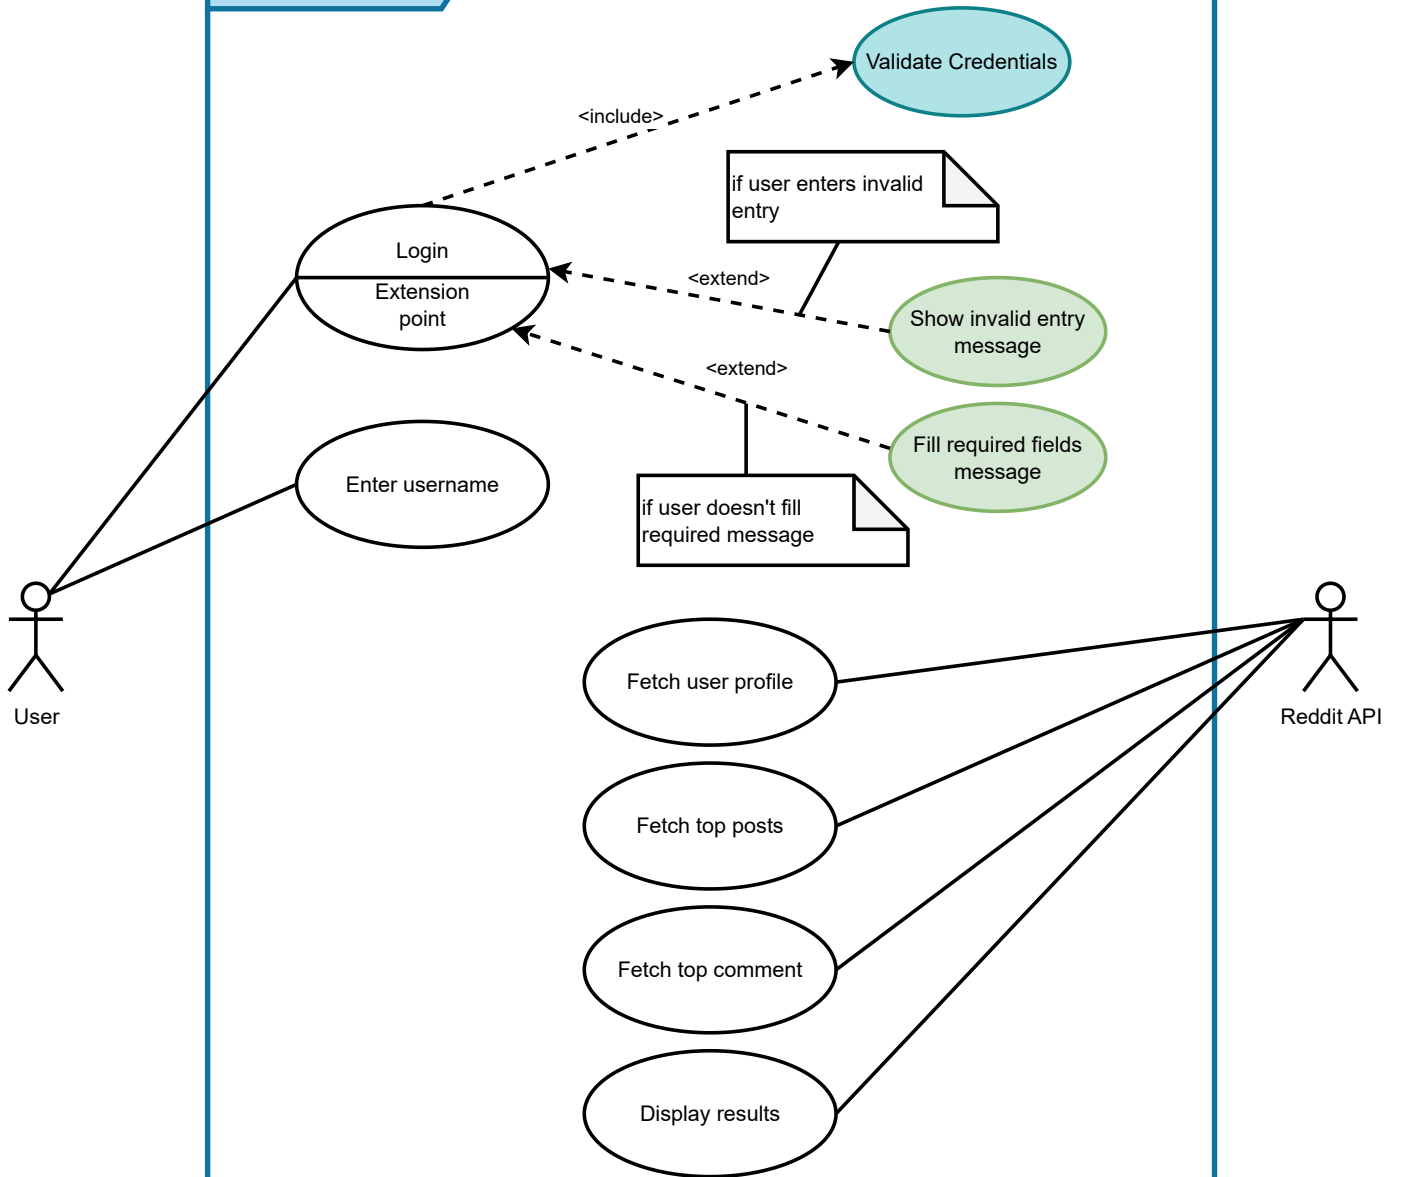 Validate Credentials
<include>
if user enters invalid
entry
Login
Extension
point
<extend>
Show invalid entry
message
<extend>
Fill required fields
message
Enter username
if user doesn't fill
required message
Fetch user profile
User
Reddit API
Fetch top posts
Fetch top comment
Display results